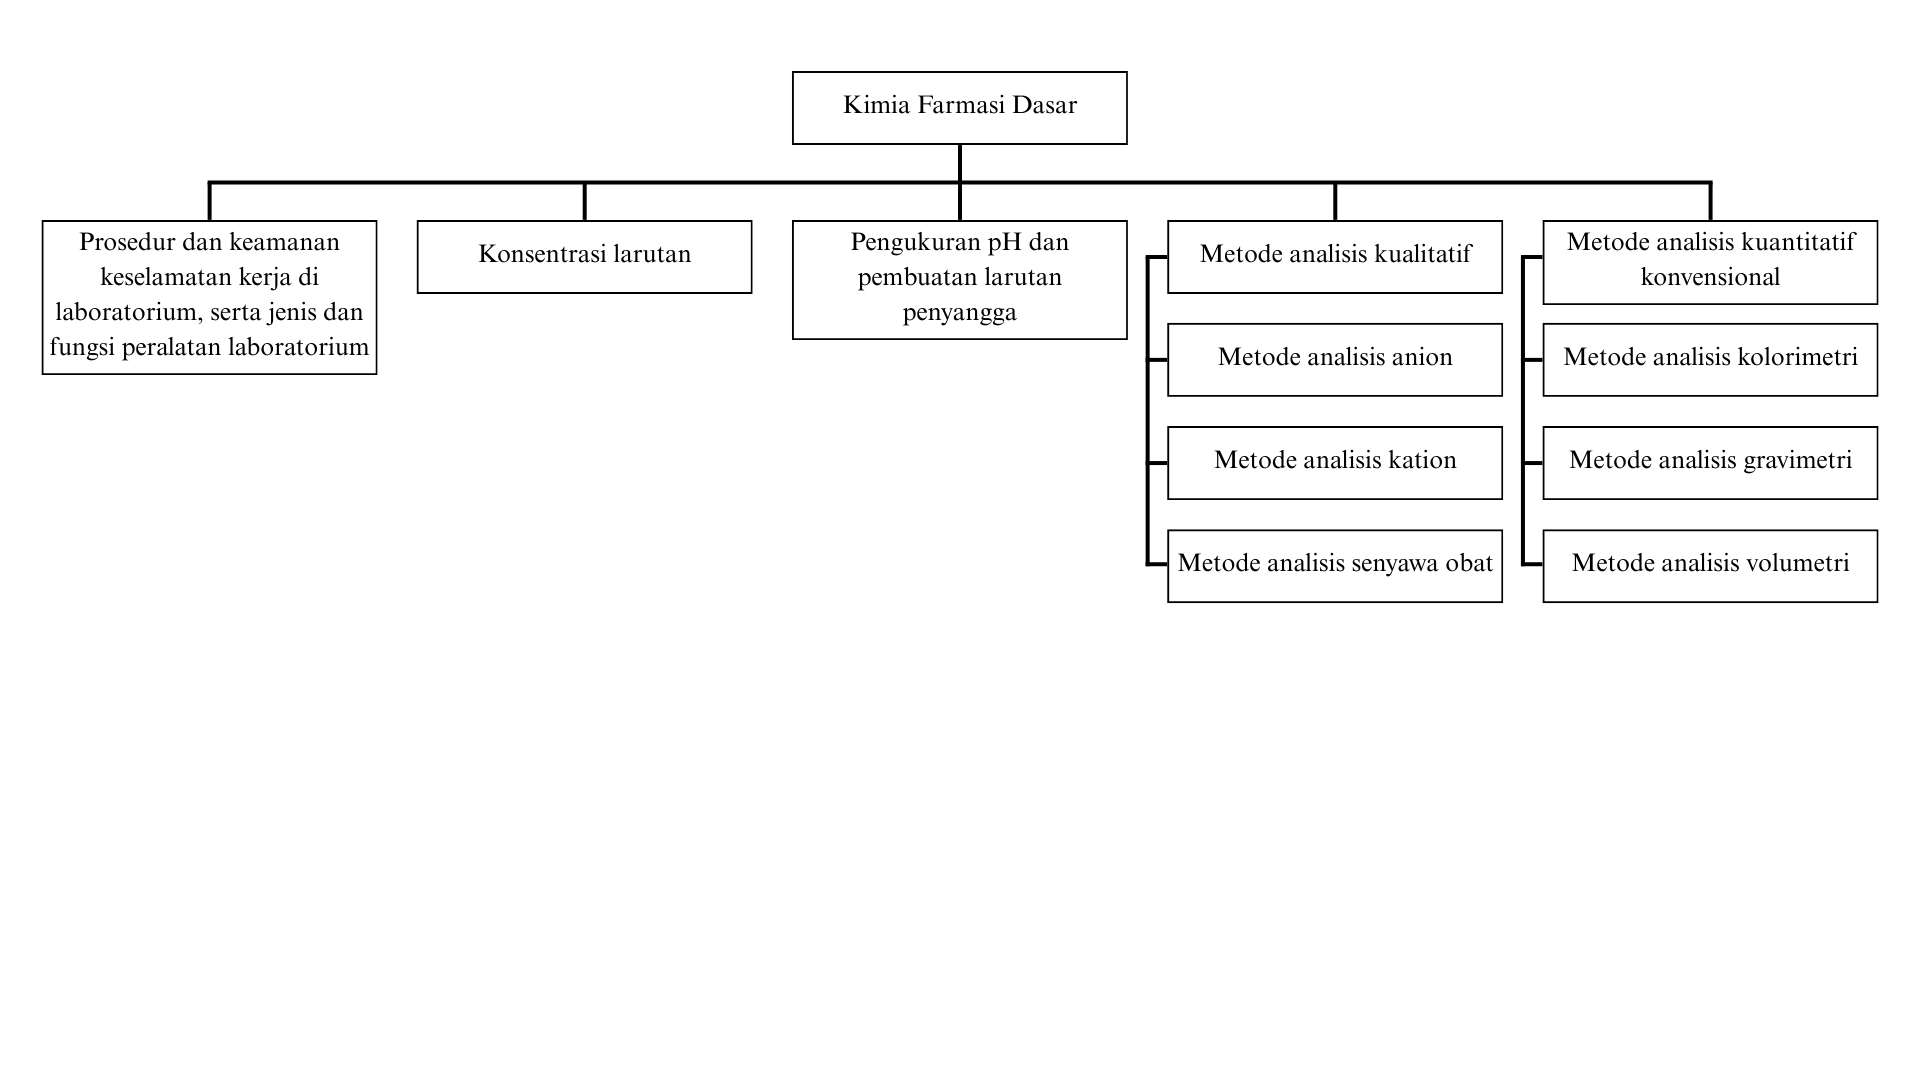 Kimia Farmasi Dasar
Prosedur dan keamanan
keselamatan kerja di
laboratorium, serta jenis dan
fungsi peralatan laboratorium
Konsentrasi larutan
Pengukuran pH dan
pembuatan larutan
penyangga
Metode analisis kualitatif
Metode analisis anion
Metode analisis kation
Metode analisis senyawa obat
Metode analisis kuantitatif
konvensional
Metode analisis kolorimetri
Metode analisis gravimetri
Metode analisis volumetri